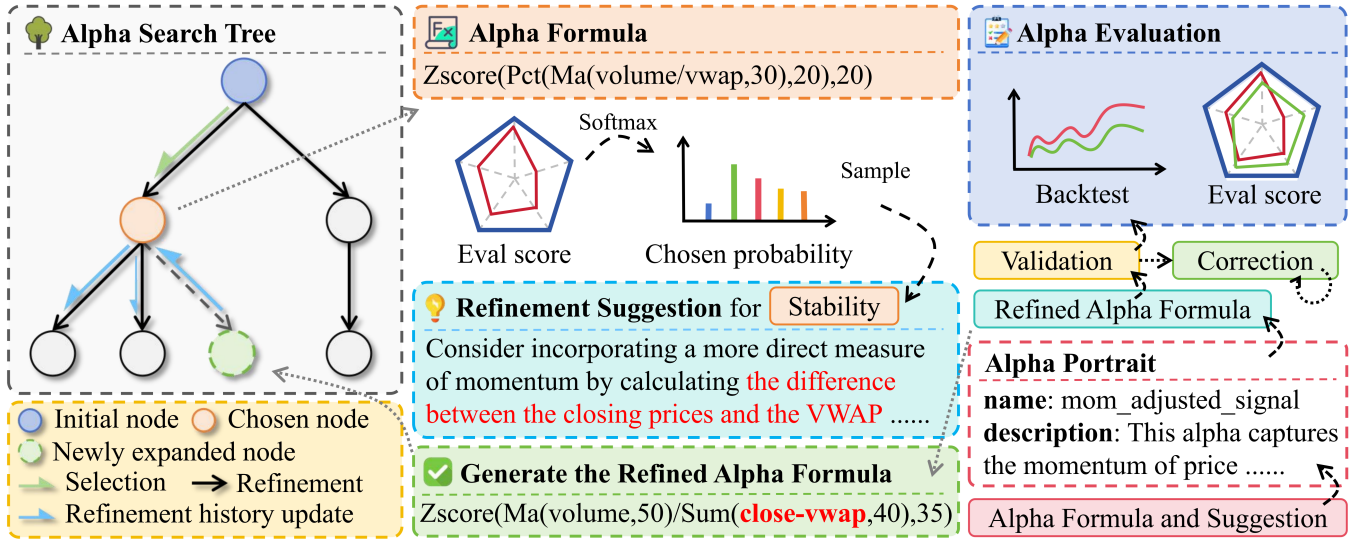 Alpha Search Tree
Initial node
Chosen node
Newly expanded node
Selection
Refinement
Refinement history update
Fx
Alpha Formula
Zscore(Pct(Ma(volume/vwap,30),20),20)
Softmax
Sample
Eval score
Chosen probability
Refinement Suggestion for Stability
Consider incorporating a more direct measure
of momentum by calculating the difference
between the closing prices and the VWAP ......
Generate the Refined Alpha Formula
Zscore(Ma(volume,50)/Sum(close-vwap,40),35)
Alpha Evaluation
Backtest
Eval score
Validation
Correction
Refined Alpha Formula
Alpha Portrait
name: mom_adjusted_signal
description: This alpha captures
the momentum of price ......
Alpha Formula and Suggestion